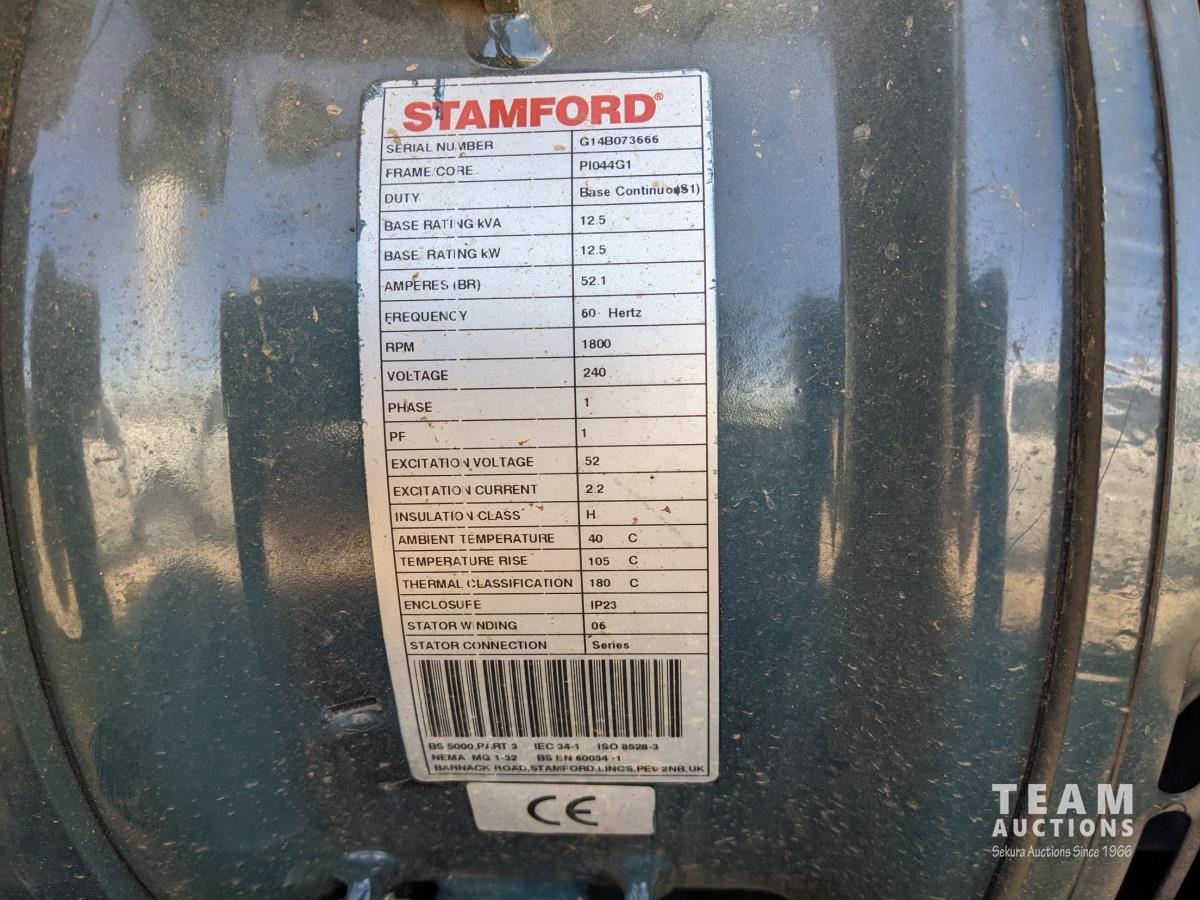 STAMFORD®
SERIAL NUMBER G14B073666
FRAME/CORE PI044G1
DUTY Base Continuo(S1)
BASE RATING kVA 12.5
BASE RATING kW 12.5
AMPERES (BR) 52.1
FREQUENCY 60 Hertz
RPM 1800
VOLTAGE 240
PHASE 1
PF 1
EXCITATION VOLTAGE 52
EXCITATION CURRENT 2.2
INSULATION CLASS H
AMBIENT TEMPERATURE 40 C
TEMPERATURE RISE 105 C
THERMAL CLASSIFICATION 180 C
ENCLOSURE IP23
STATOR WINDING 06
STATOR CONNECTION Series
BS 5000,PART 3 IEC 34-1 ISO 8528-3
NEMA MG 1-32 BS EN 60034 -1
BARNACK ROAD,STAMFORD,LINCS,PE9 2NB,UK
CE
TEAM
AUCTIONS
Sekura Auctions Since 1966